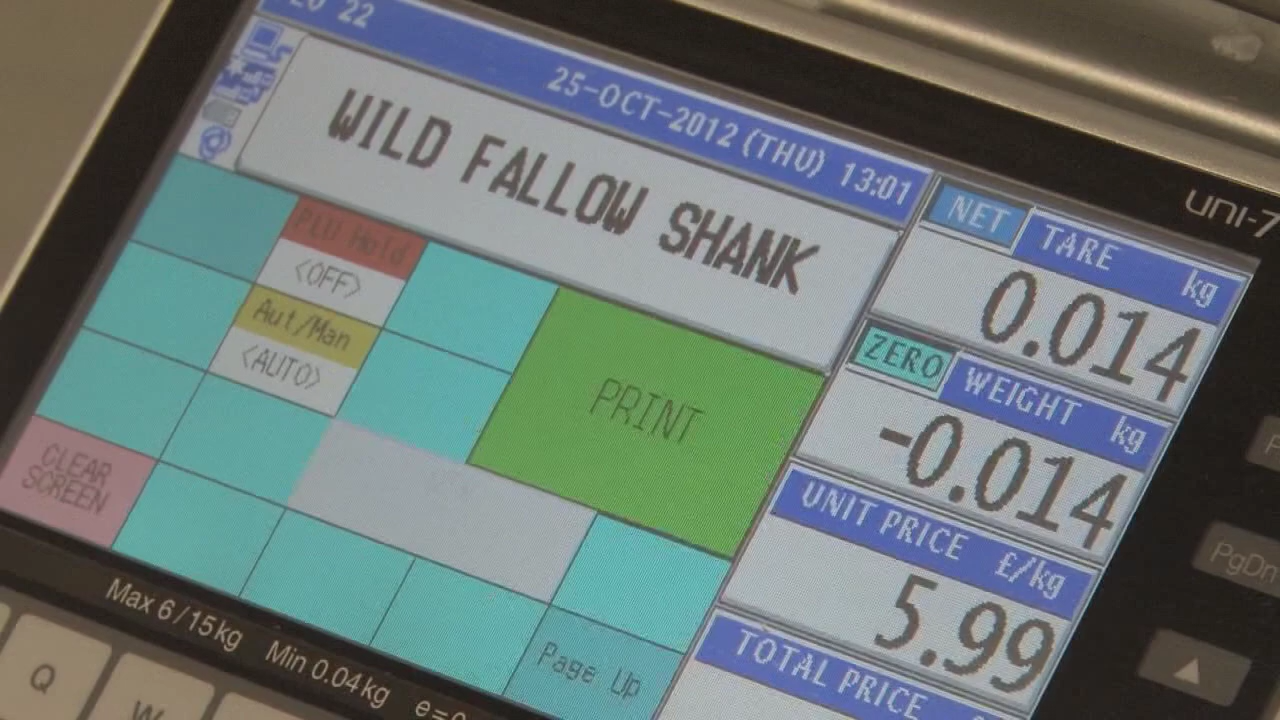 22
25-OCT-2012 (THU) 13:01
WILD FALLOW SHANK
UNI-7
NET TARE kg
0.014
ZERO WEIGHT kg
-0.014
UNIT PRICE £/kg
5.99
TOTAL PRICE
PLU Hold
<OFF>
Aut/Man
<AUTO>
PRINT
CLEAR
SCREEN
Page Up
PgDn
Max 6/15kg Min 0.04kg
Q W